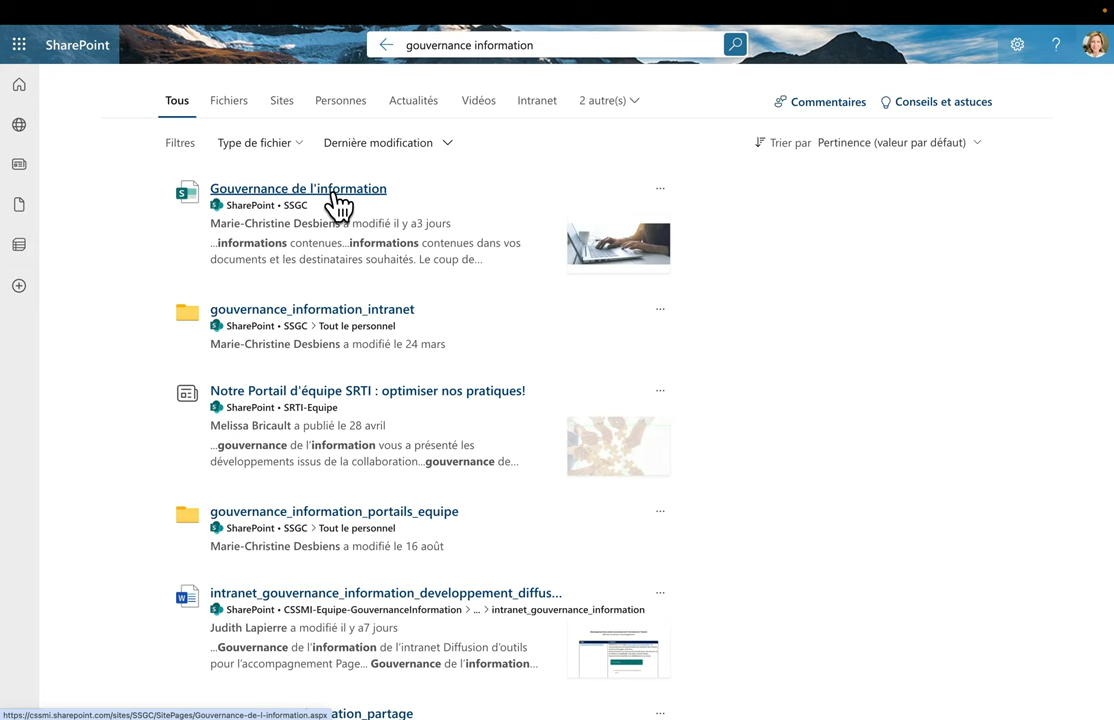 SharePoint
gouvernance information
Tous Fichiers Sites Personnes Actualités Vidéos Intranet 2 autre(s)
Commentaires Conseils et astuces
Filtres Type de fichier Dernière modification
Trier par Pertinence (valeur par défaut)
Gouvernance de l'information
SharePoint • SSGC
Marie-Christine Desbiens a modifié il y a3 jours
...informations contenues...informations contenues dans vos
documents et les destinataires souhaités. Le coup de...
gouvernance_information_intranet
SharePoint • SSGC > Tout le personnel
Marie-Christine Desbiens a modifié le 24 mars
Notre Portail d'équipe SRTI : optimiser nos pratiques!
SharePoint • SRTI-Equipe
Melissa Bricault a publié le 28 avril
...gouvernance de l'information vous a présenté les
développements issus de la collaboration...gouvernance de...
gouvernance_information_portails_equipe
SharePoint • SSGC > Tout le personnel
Marie-Christine Desbiens a modifié le 16 août
intranet_gouvernance_information_developpement_diffus...
SharePoint • CSSMI-Equipe-GouvernanceInformation > ... > intranet_gouvernance_information
Judith Lapierre a modifié il y a7 jours
...Gouvernance de l'information de l'intranet Diffusion d'outils
pour l'accompagnement Page... Gouvernance de l'information...
ation_partage
https://cssmi.sharepoint.com/sites/SSGC/SitePages/Gouvernance-de-l-information.aspx